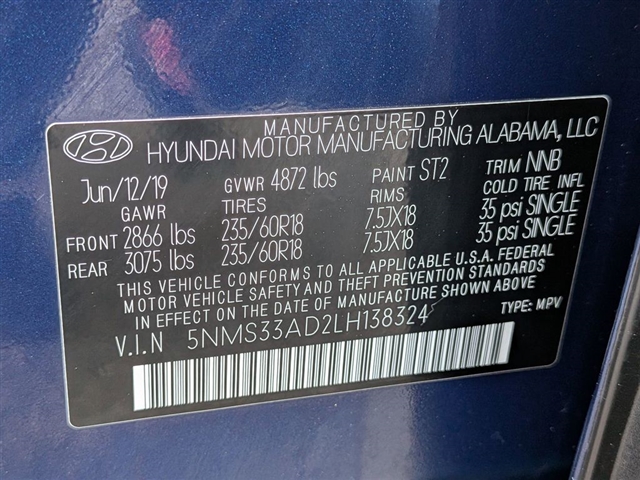 MANUFACTURED BY
HYUNDAI MOTOR MANUFACTURING ALABAMA, LLC
Jun/12/19 GVWR 4872 lbs PAINT ST2 TRIM NNB
GAWR TIRES RIMS COLD TIRE INFL
FRONT 2866 lbs 235/60R18 7.5JX18 35 psi SINGLE
REAR 3075 lbs 235/60R18 7.5JX18 35 psi SINGLE
THIS VEHICLE CONFORMS TO ALL APPLICABLE U.S.A. FEDERAL
MOTOR VEHICLE SAFETY AND THEFT PREVENTION STANDARDS
IN EFFECT ON THE DATE OF MANUFACTURE SHOWN ABOVE
V.I.N 5NMS33AD2LH138324 TYPE: MPV